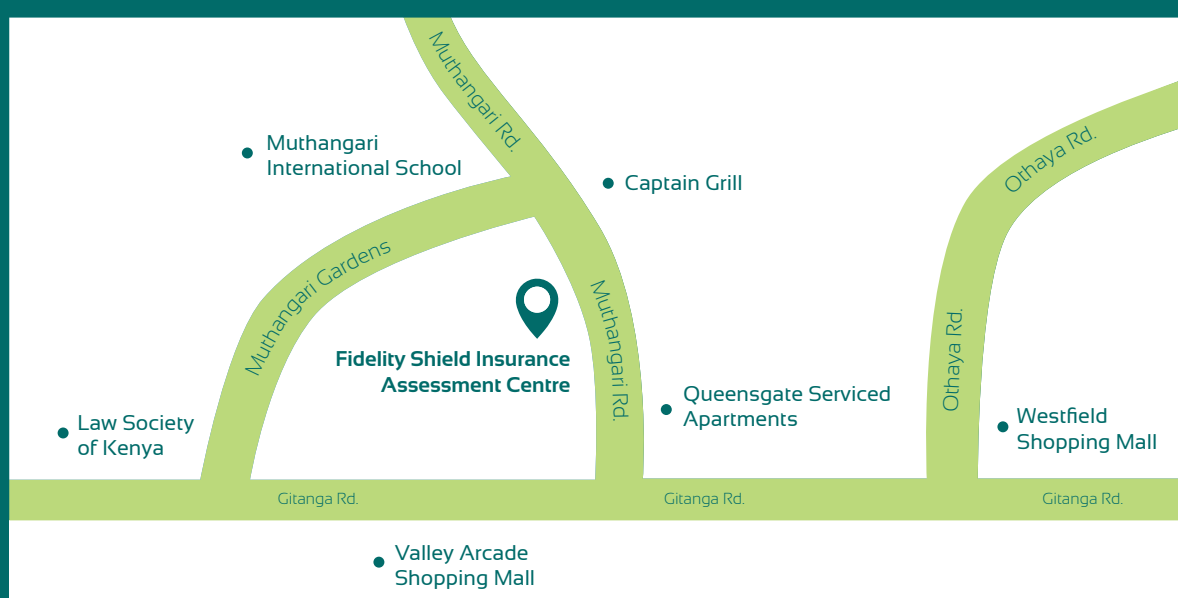 Muthangari Rd.
Muthangari
International School
Captain Grill
Othaya Rd.
Muthangari Gardens
Muthangari Rd.
Othaya Rd.
Fidelity Shield Insurance
Assessment Centre
Queensgate Serviced
Apartments
Law Society
of Kenya
Westfield
Shopping Mall
Gitanga Rd.
Gitanga Rd.
Gitanga Rd.
Valley Arcade
Shopping Mall